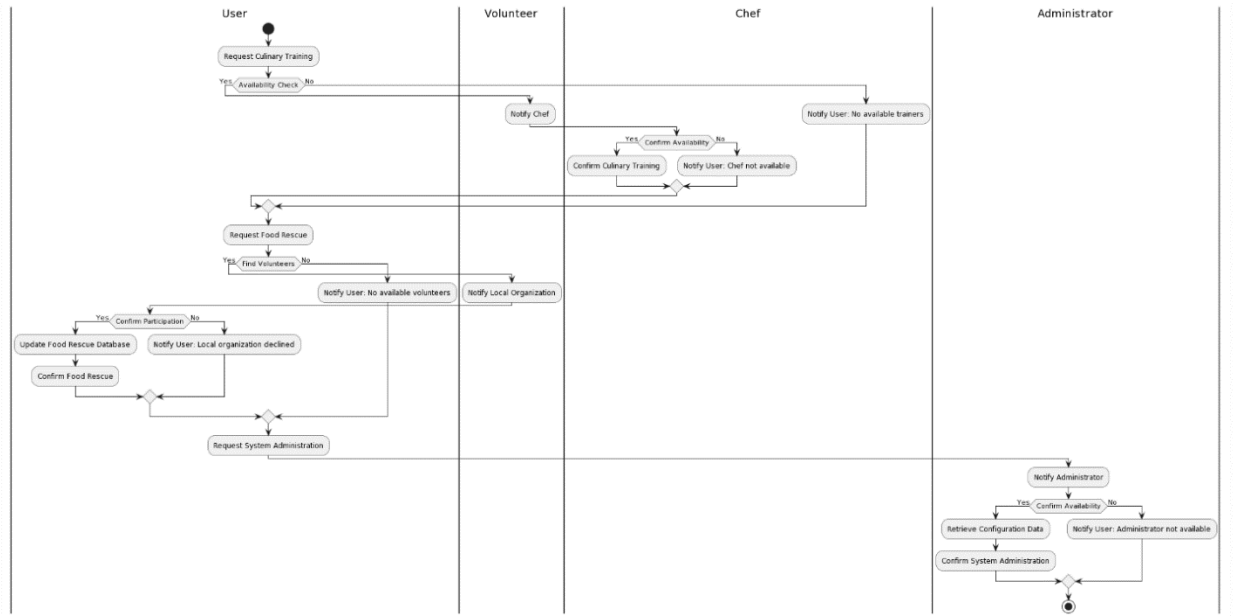 User
Volunteer
Chef
Administrator
Request Culinary Training
Yes
Availability Check
No
Notify Chef
Notify User: No available trainers
Yes
Confirm Availability
No
Confirm Culinary Training
Notify User: Chef not available
Request Food Rescue
Yes
Find Volunteers
No
Notify User: No available volunteers
Notify Local Organization
Yes
Confirm Participation
No
Update Food Rescue Database
Notify User: Local organization declined
Confirm Food Rescue
Request System Administration
Notify Administrator
Yes
Confirm Availability
No
Retrieve Configuration Data
Notify User: Administrator not available
Confirm System Administration